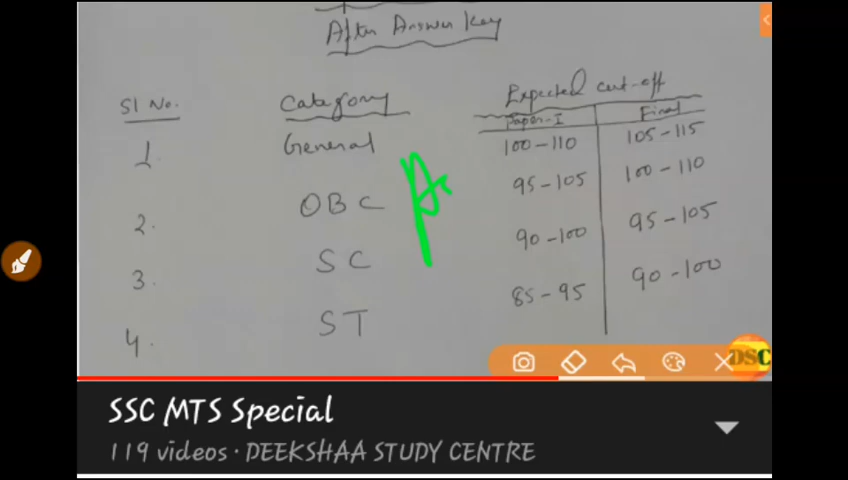 After Answer Key
Sl No. Category Expected cut-off
Paper-I Final
1. General 100-110 105-115
2. OBC 95-105 100-110
3. SC 90-100 95-105
4. ST 85-95 90-100
DSC
SSC MTS Special
119 videos · DEEKSHAA STUDY CENTRE